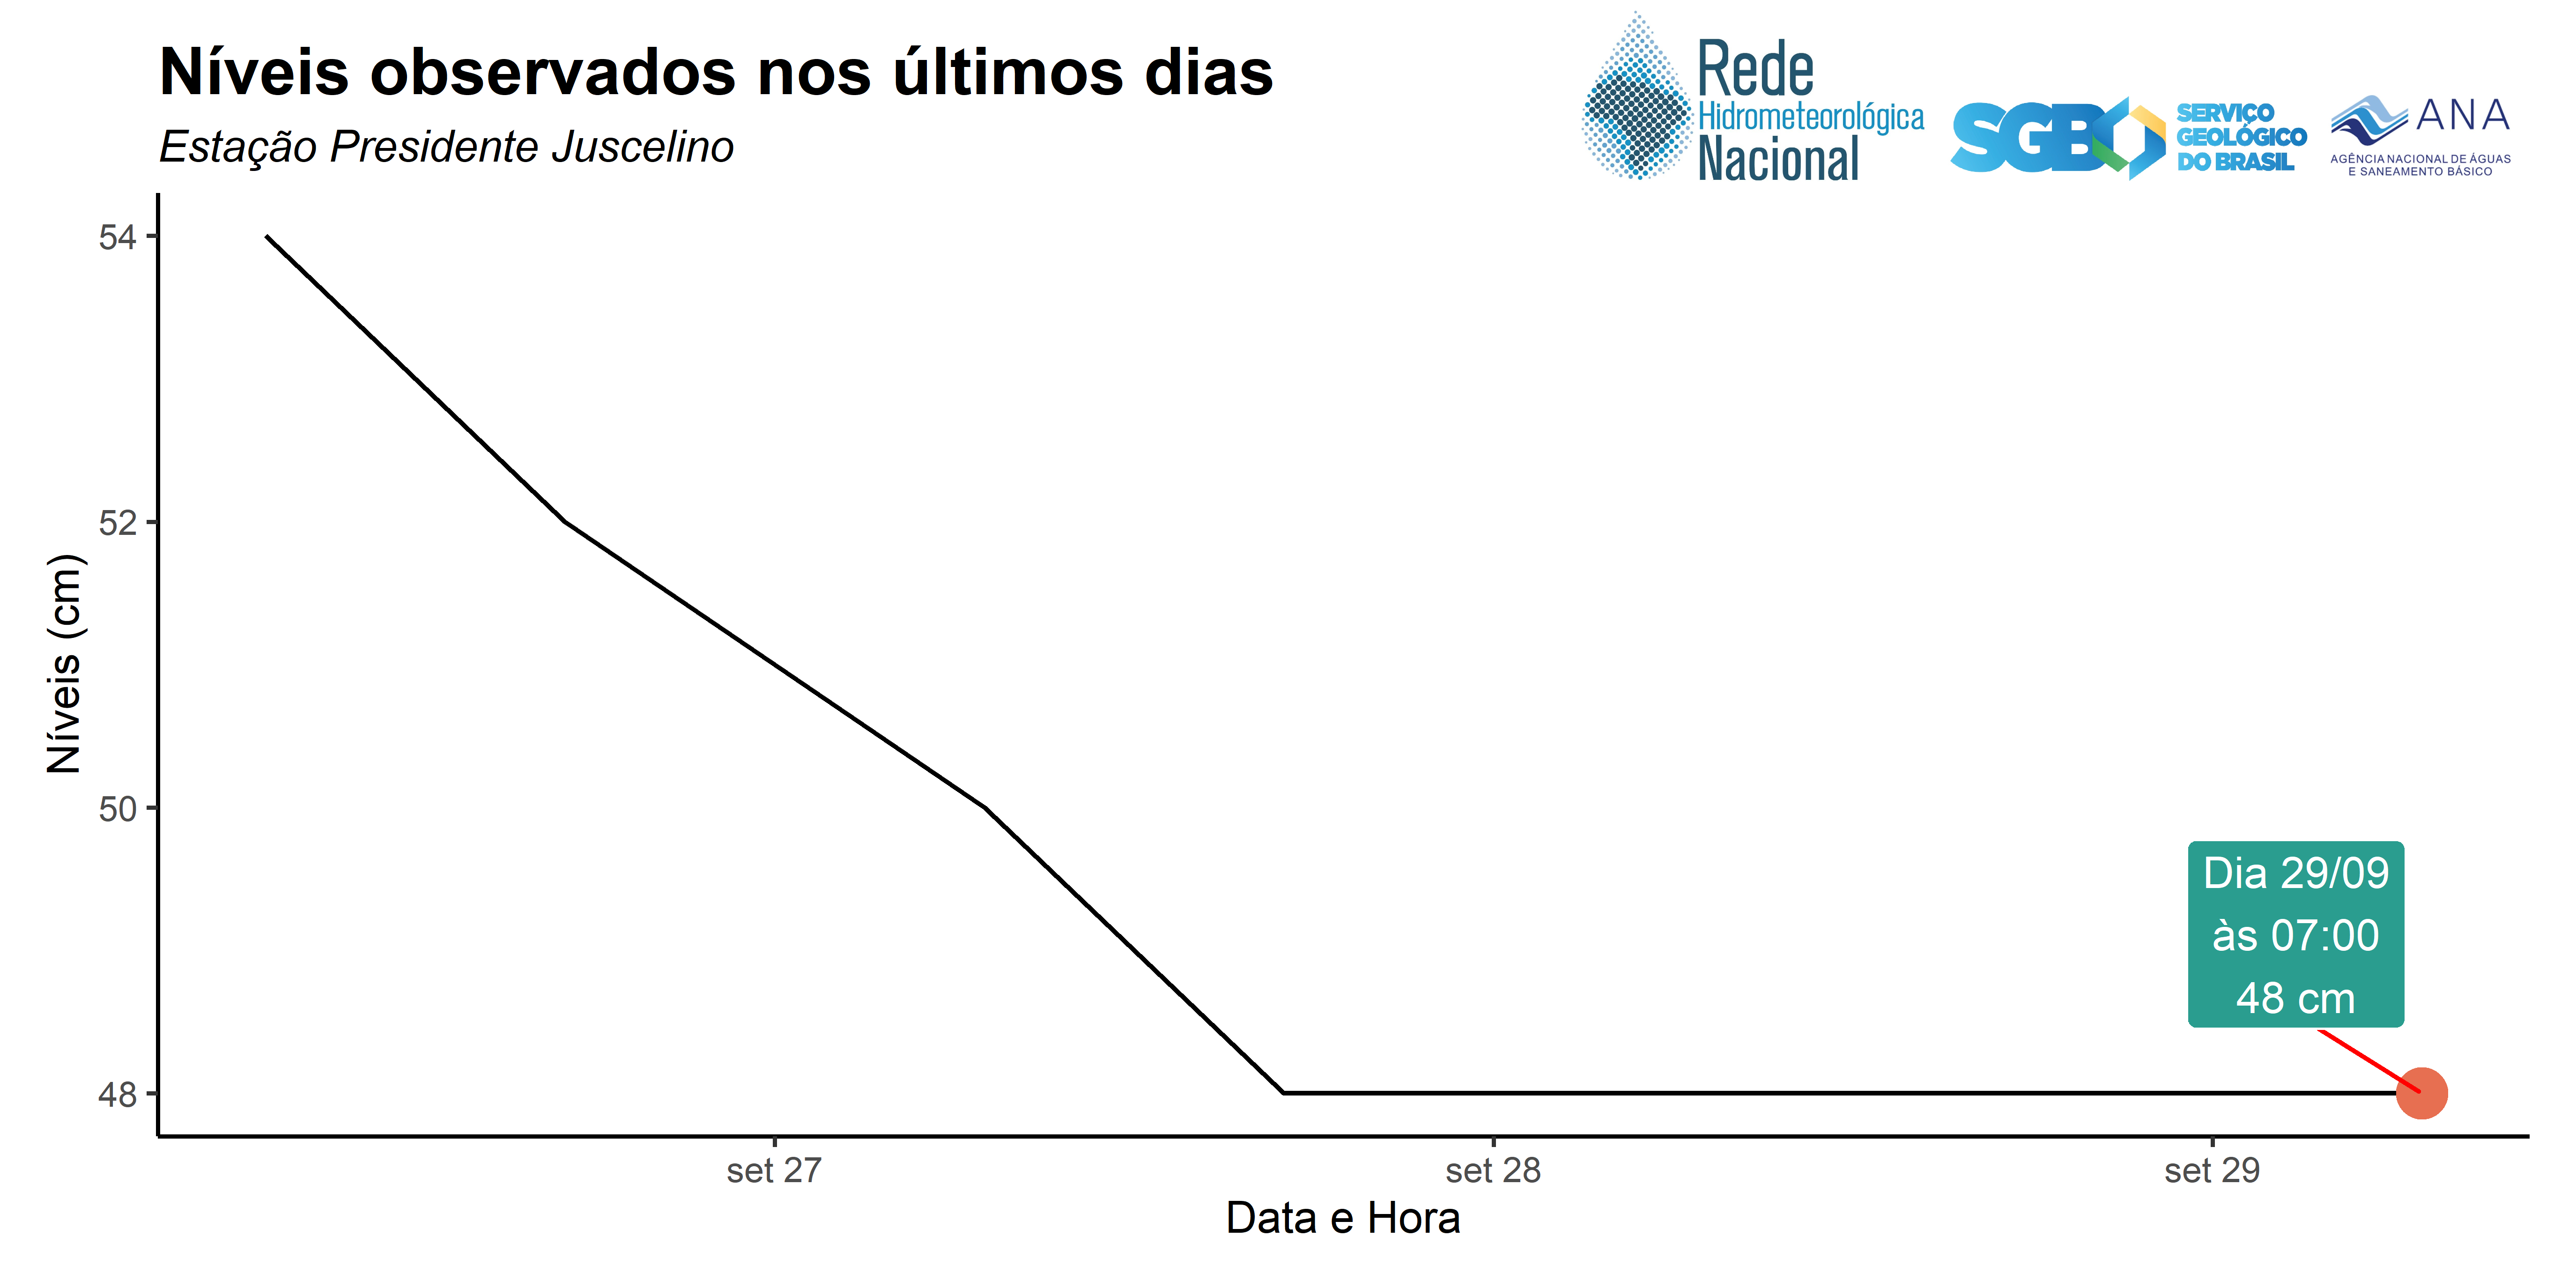 Níveis observados nos últimos dias
Estação Presidente Juscelino
Rede
Hidrometeorológica
Nacional
SGB
SERVIÇO
GEOLÓGICO
DO BRASIL
ANA
AGÊNCIA NACIONAL DE ÁGUAS
E SANEAMENTO BÁSICO
Níveis (cm)
54
52
50
48
Dia 29/09
às 07:00
48 cm
set 27
set 28
set 29
Data e Hora